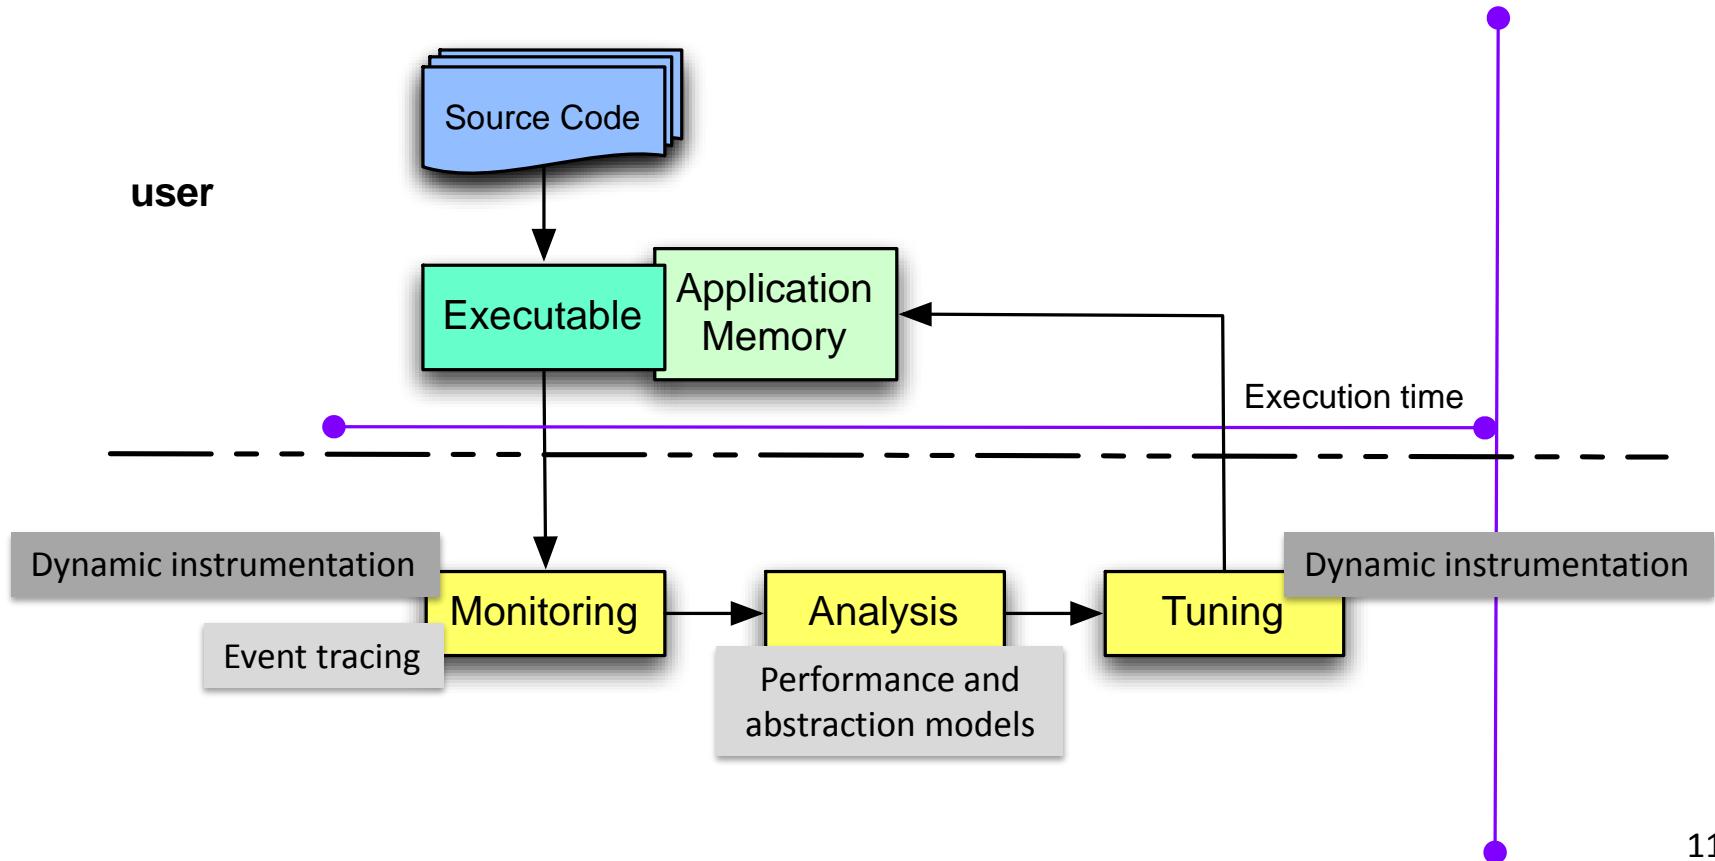 Source Code
user
Executable
Application
Memory
Execution time
Dynamic instrumentation
Dynamic instrumentation
Monitoring
Analysis
Tuning
Event tracing
Performance and
abstraction models
11